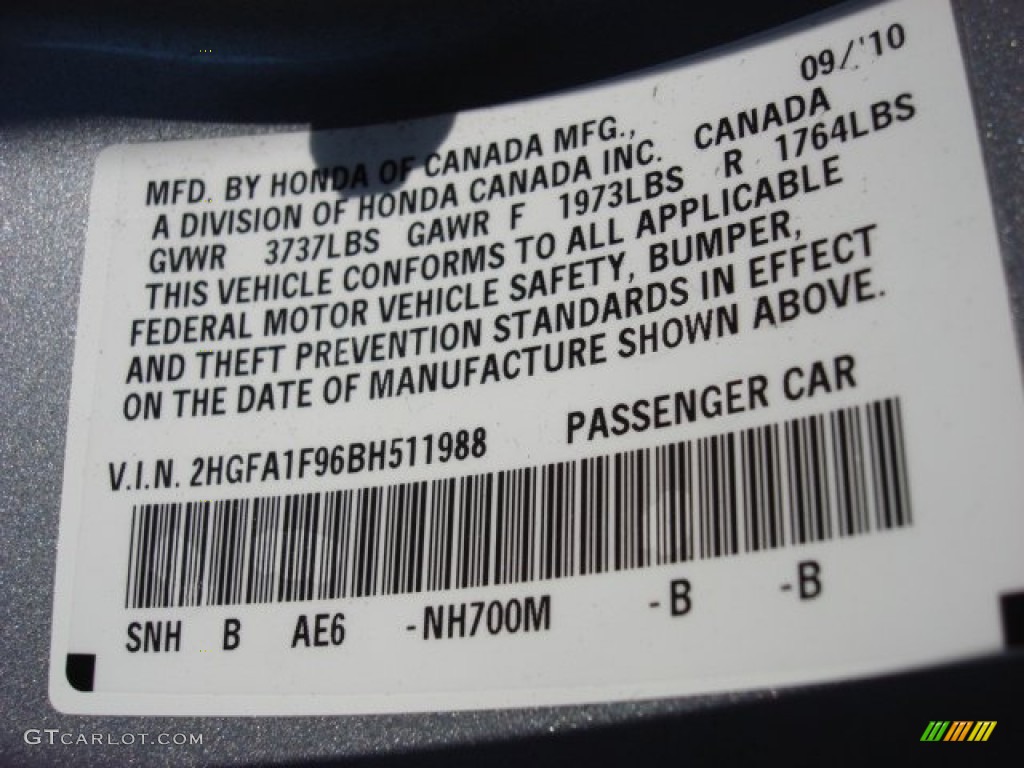 09/'10
MFD. BY HONDA OF CANADA MFG.,
A DIVISION OF HONDA CANADA INC. CANADA
GVWR 3737LBS GAWR F 1973LBS R 1764LBS
THIS VEHICLE CONFORMS TO ALL APPLICABLE
FEDERAL MOTOR VEHICLE SAFETY, BUMPER,
AND THEFT PREVENTION STANDARDS IN EFFECT
ON THE DATE OF MANUFACTURE SHOWN ABOVE.
V.I.N. 2HGFA1F96BH511988 PASSENGER CAR
SNH B AE6 -NH700M -B -B
GTCARLOT.COM